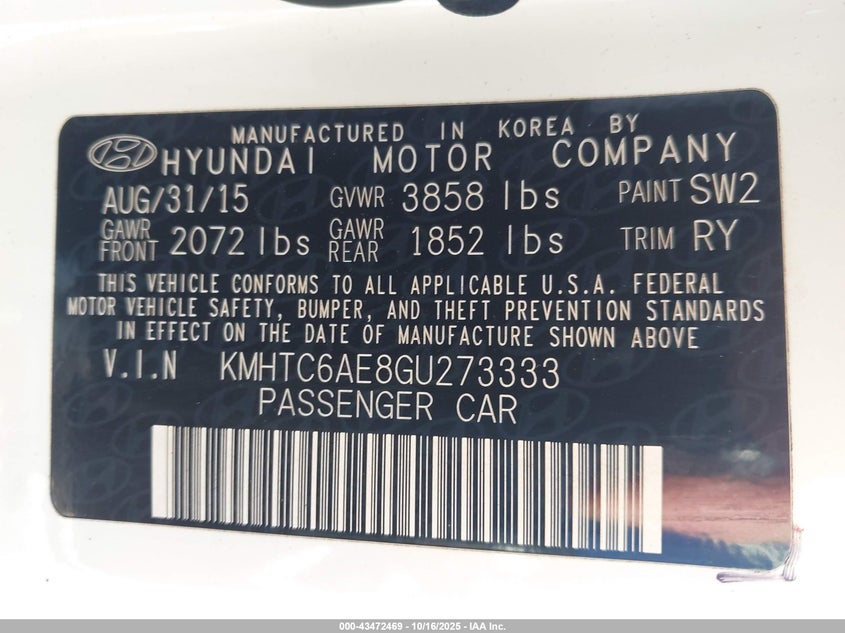 MANUFACTURED IN KOREA BY
HYUNDAI MOTOR COMPANY
AUG/31/15 GVWR 3858 lbs PAINT SW2
GAWR FRONT 2072 lbs GAWR REAR 1852 lbs TRIM RY
THIS VEHICLE CONFORMS TO ALL APPLICABLE U.S.A. FEDERAL
MOTOR VEHICLE SAFETY, BUMPER, AND THEFT PREVENTION STANDARDS
IN EFFECT ON THE DATE OF MANUFACTURE SHOWN ABOVE
V.I.N KMHTC6AE8GU273333
PASSENGER CAR
000-43472469 - 10/16/2025 - IAA Inc.